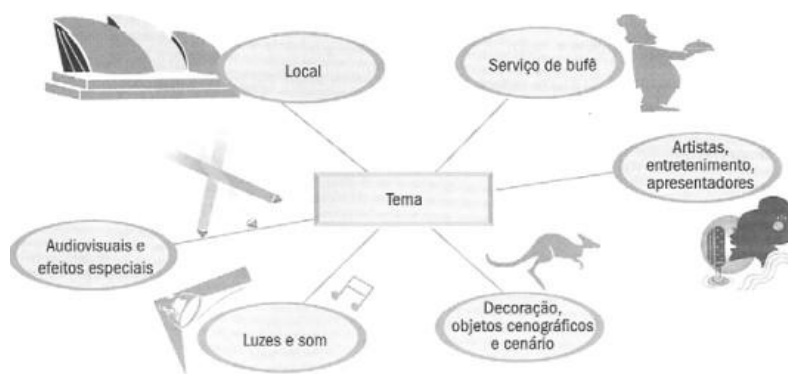 Local
Serviço de bufê
Artistas,
entretenimento,
apresentadores
Tema
Audiovisuais e
efeitos especiais
Luzes e som
Decoração,
objetos cenográficos
e cenário